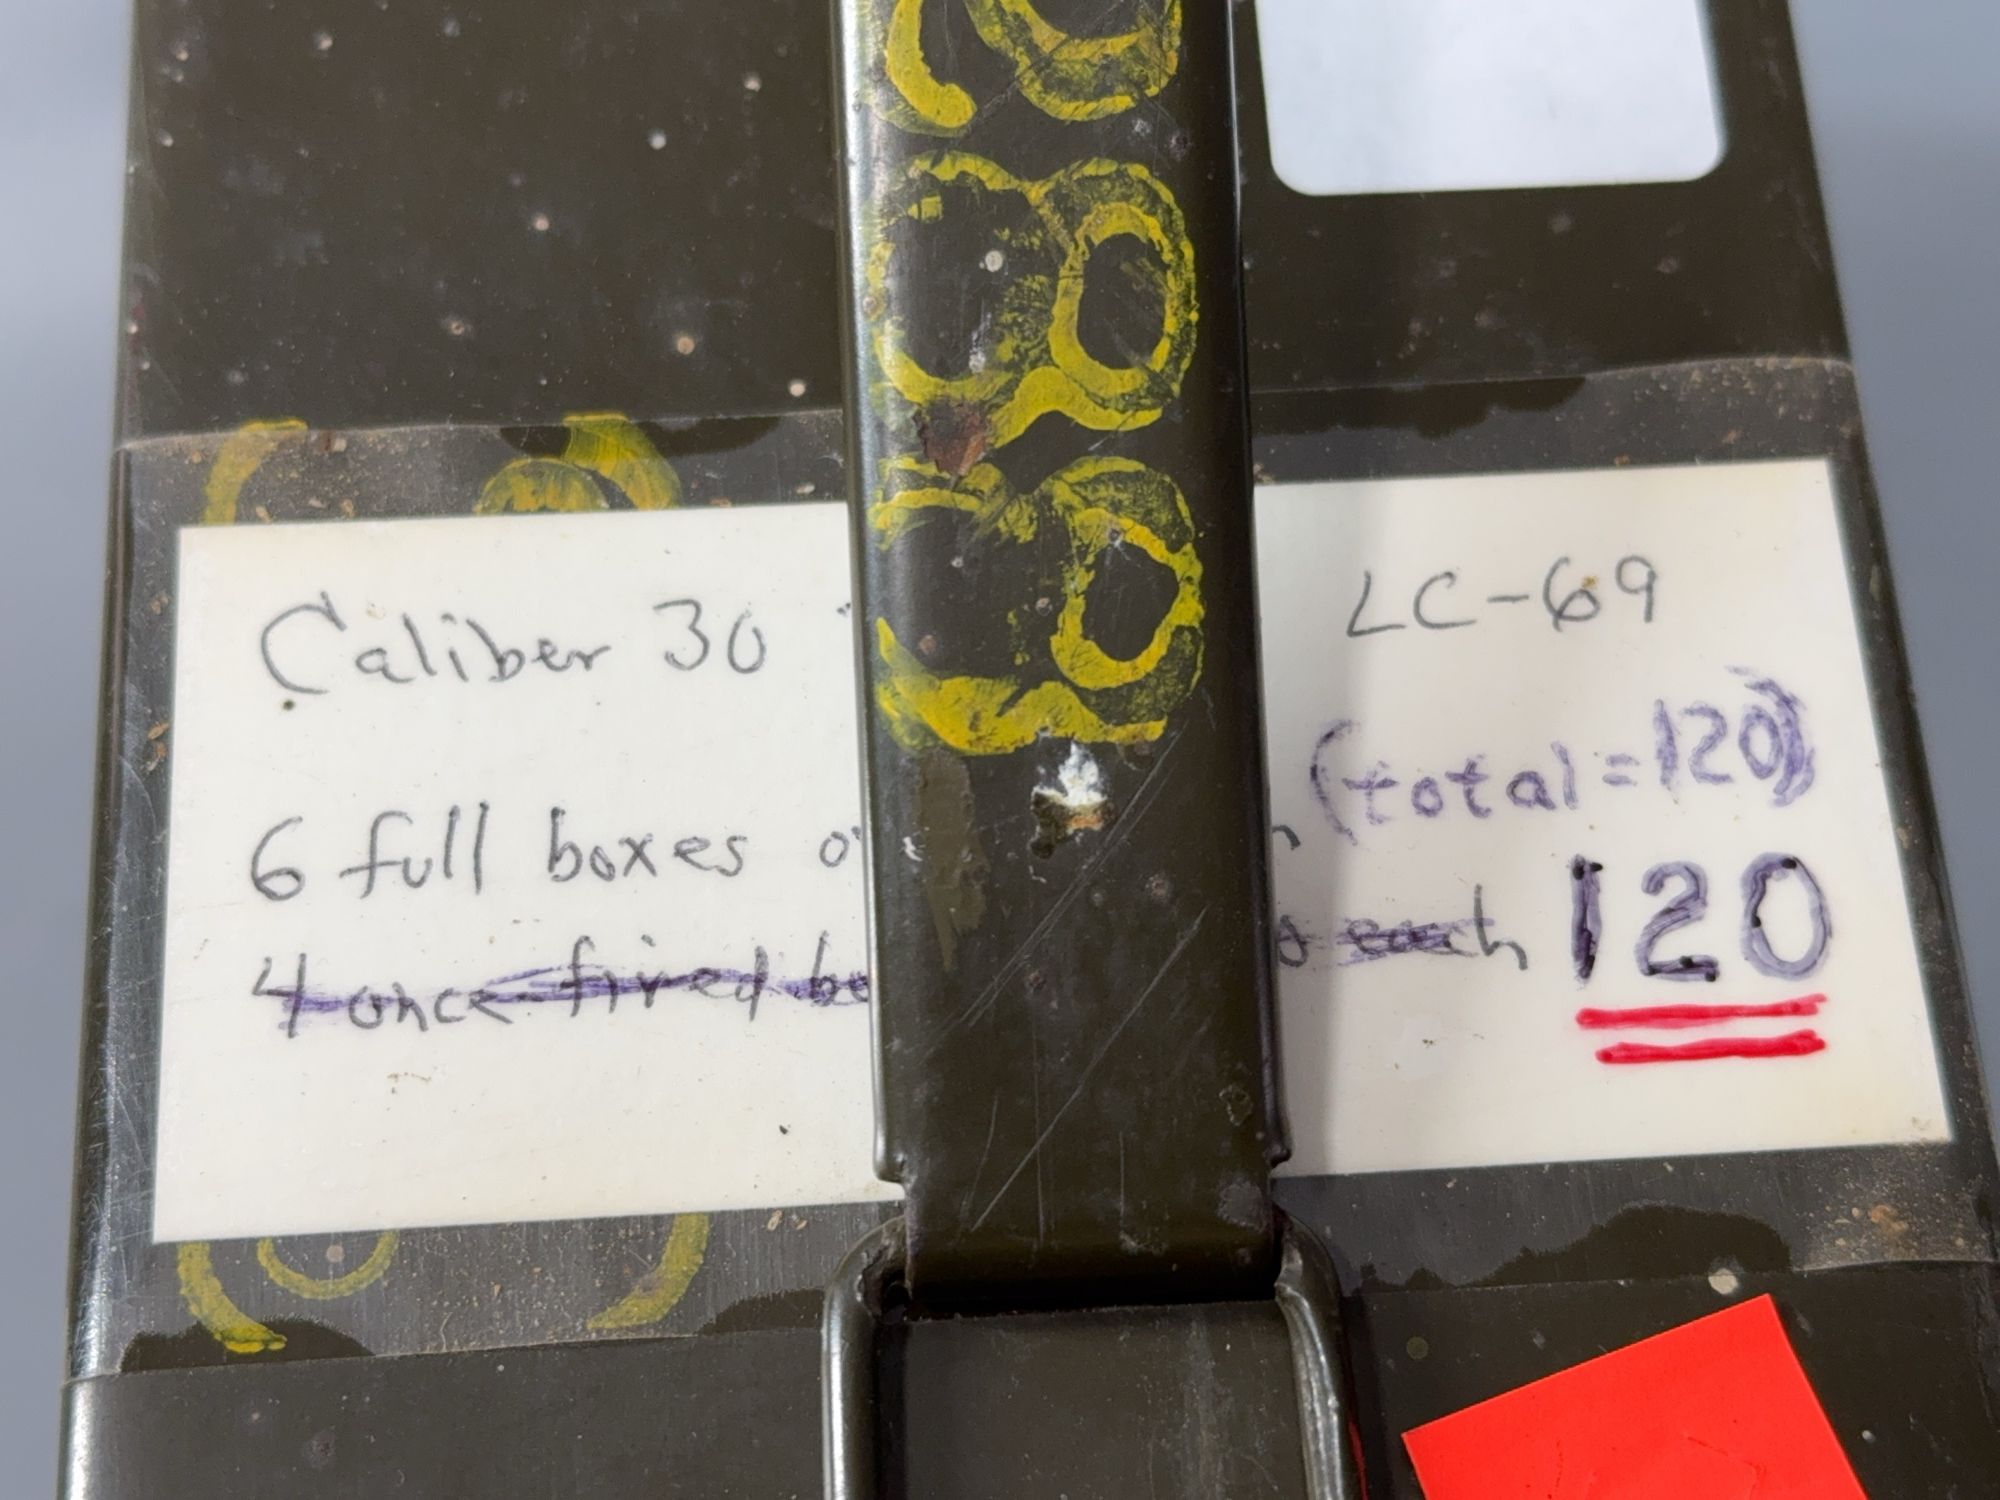 Caliber 30 LC-69
6 full boxes (total = 120)
4 once-fired each 120